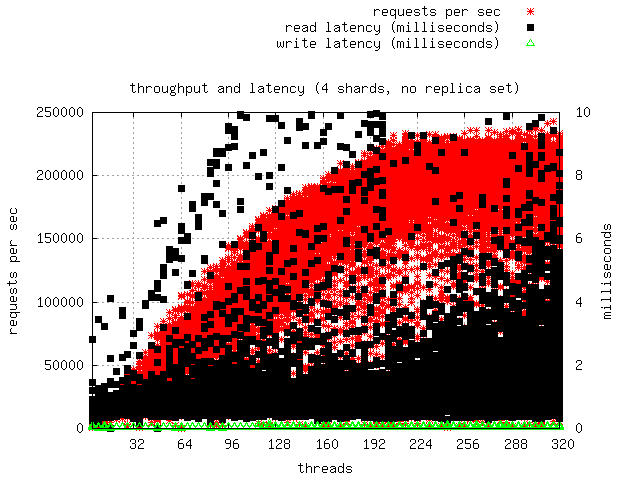 requests per sec
read latency (milliseconds)
write latency (milliseconds)
throughput and latency (4 shards, no replica set)
250000
200000
150000
100000
50000
0
10
8
6
4
2
0
requests per sec
milliseconds
32 64 96 128 160 192 224 256 288 320
threads